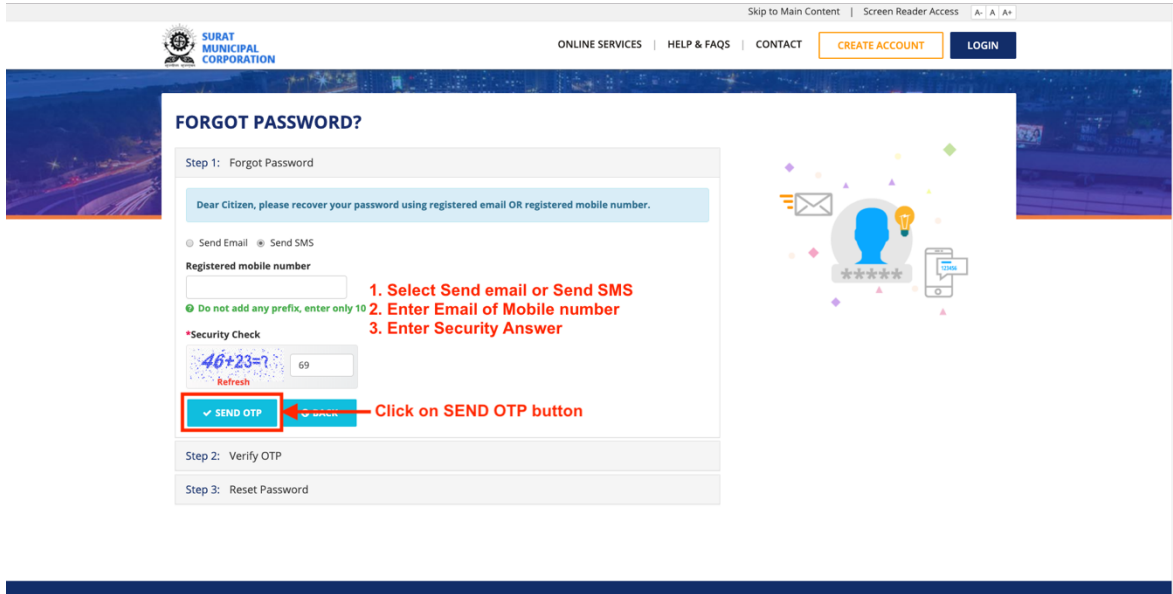 Skip to Main Content | Screen Reader Access A- A A+
SURAT
MUNICIPAL
CORPORATION
ONLINE SERVICES | HELP & FAQS | CONTACT CREATE ACCOUNT LOGIN
FORGOT PASSWORD?
Step 1: Forgot Password
Dear Citizen, please recover your password using registered email OR registered mobile number.
Send Email Send SMS
Registered mobile number
1. Select Send email or Send SMS
Do not add any prefix, enter only 10
2. Enter Email of Mobile number
3. Enter Security Answer
*Security Check
46+23=?
69
Refresh
SEND OTP BACK
Click on SEND OTP button
Step 2: Verify OTP
Step 3: Reset Password
*****
123456